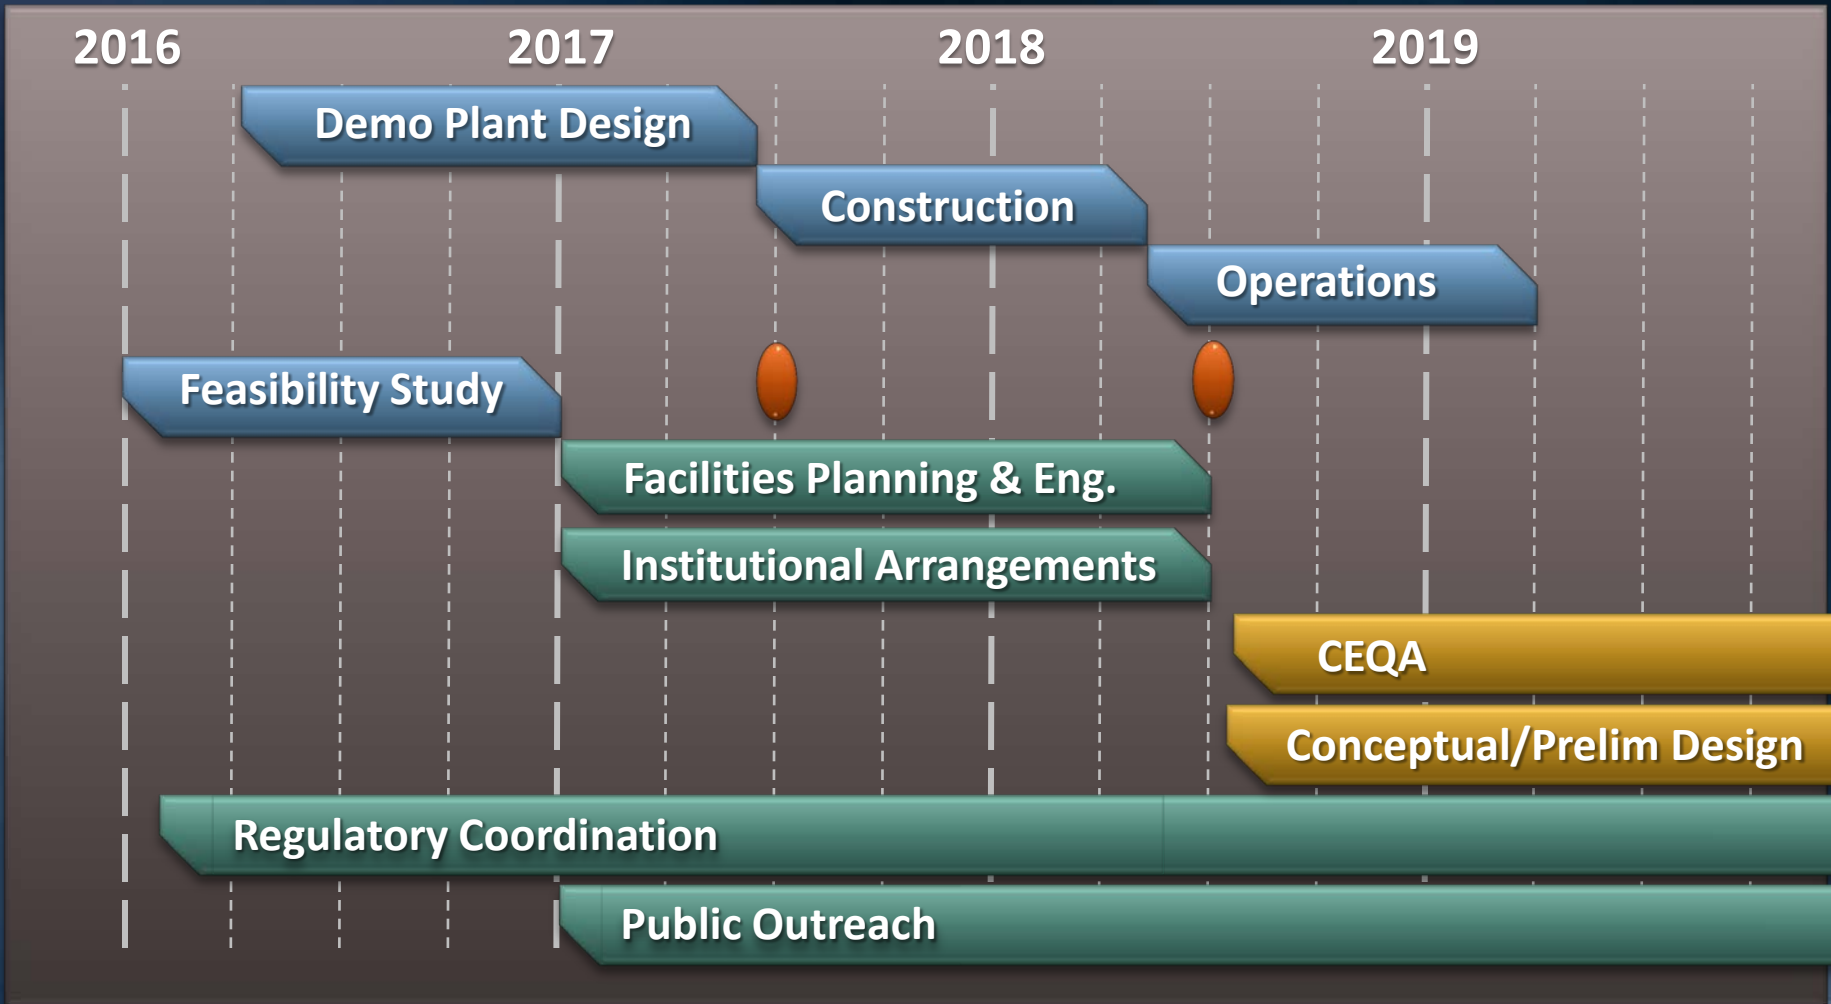 2016 2017 2018 2019
Demo Plant Design
Construction
Operations
Feasibility Study
Facilities Planning & Eng.
Institutional Arrangements
CEQA
Conceptual/Prelim Design
Regulatory Coordination
Public Outreach